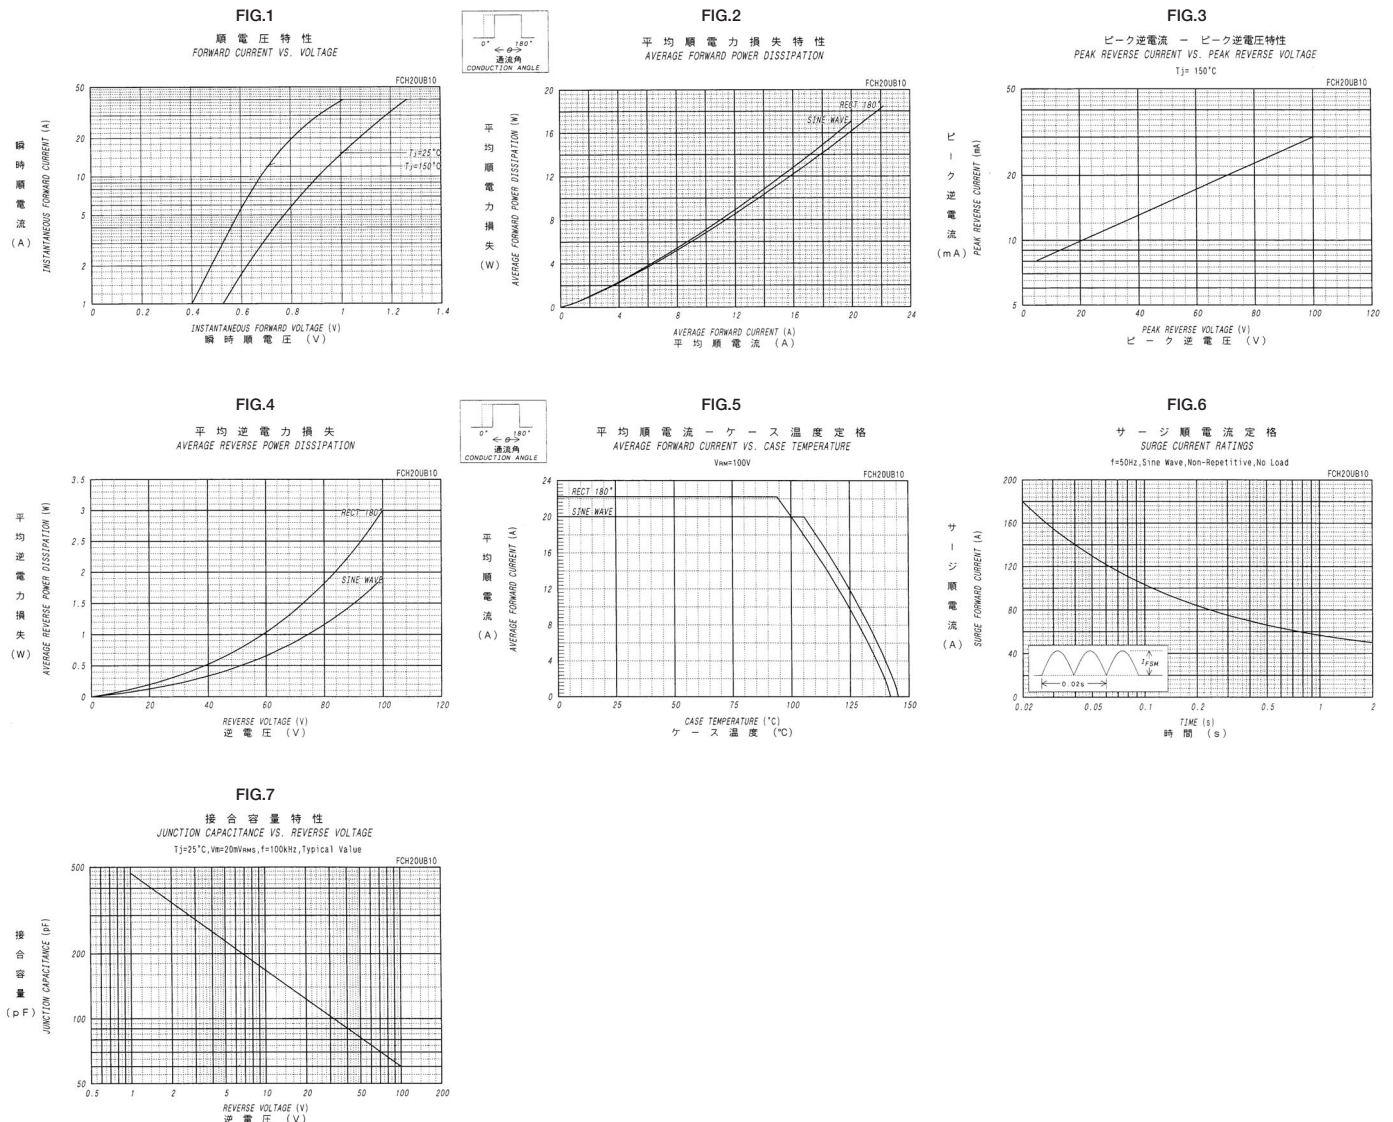 FIG.1
順電圧特性
FORWARD CURRENT VS. VOLTAGE
FCH20UB10
50
20
10
5
2
1
瞬時順電流 (A)
INSTANTANEOUS FORWARD CURRENT (A)
Tj=25°C
Tj=150°C
0 0.2 0.4 0.6 0.8 1 1.2 1.4
INSTANTANEOUS FORWARD VOLTAGE (V)
瞬時順電圧 (V)
0° 180°
θ
通流角
CONDUCTION ANGLE
FIG.2
平均順電力損失特性
AVERAGE FORWARD POWER DISSIPATION
FCH20UB10
20
16
12
8
4
0
平均順電力損失 (W)
AVERAGE FORWARD POWER DISSIPATION (W)
RECT 180°
SINE WAVE
0 4 8 12 16 20 24
AVERAGE FORWARD CURRENT (A)
平均順電流 (A)
FIG.3
ピーク逆電流 － ピーク逆電圧特性
PEAK REVERSE CURRENT VS. PEAK REVERSE VOLTAGE
Tj= 150°C
FCH20UB10
50
20
10
5
ピーク逆電流 (mA)
PEAK REVERSE CURRENT (mA)
0 20 40 60 80 100 120
PEAK REVERSE VOLTAGE (V)
ピーク逆電圧 (V)
FIG.4
平均逆電力損失
AVERAGE REVERSE POWER DISSIPATION
FCH20UB10
3.5
3
2.5
2
1.5
1
0.5
0
平均逆電力損失 (W)
AVERAGE REVERSE POWER DISSIPATION (W)
RECT 180°
SINE WAVE
0 20 40 60 80 100 120
REVERSE VOLTAGE (V)
逆電圧 (V)
0° 180°
θ
通流角
CONDUCTION ANGLE
FIG.5
平均順電流－ケース温度定格
AVERAGE FORWARD CURRENT VS. CASE TEMPERATURE
VRM=100V
FCH20UB10
24
20
16
12
8
4
0
平均順電流 (A)
AVERAGE FORWARD CURRENT (A)
RECT 180°
SINE WAVE
0 25 50 75 100 125 150
CASE TEMPERATURE (°C)
ケース温度 (℃)
FIG.6
サージ順電流定格
SURGE CURRENT RATINGS
f=50Hz,Sine Wave,Non-Repetitive,No Load
FCH20UB10
200
160
120
80
40
0
サージ順電流 (A)
SURGE FORWARD CURRENT (A)
IFSM
0.02s
0.02 0.05 0.1 0.2 0.5 1 2
TIME (s)
時間 (s)
FIG.7
接合容量特性
JUNCTION CAPACITANCE VS. REVERSE VOLTAGE
Tj=25°C,Vm=20mVRMS,f=100kHz,Typical Value
FCH20UB10
500
200
100
50
接合容量 (pF)
JUNCTION CAPACITANCE (pF)
0.5 1 2 5 10 20 50 100 200
REVERSE VOLTAGE (V)
逆電圧 (V)